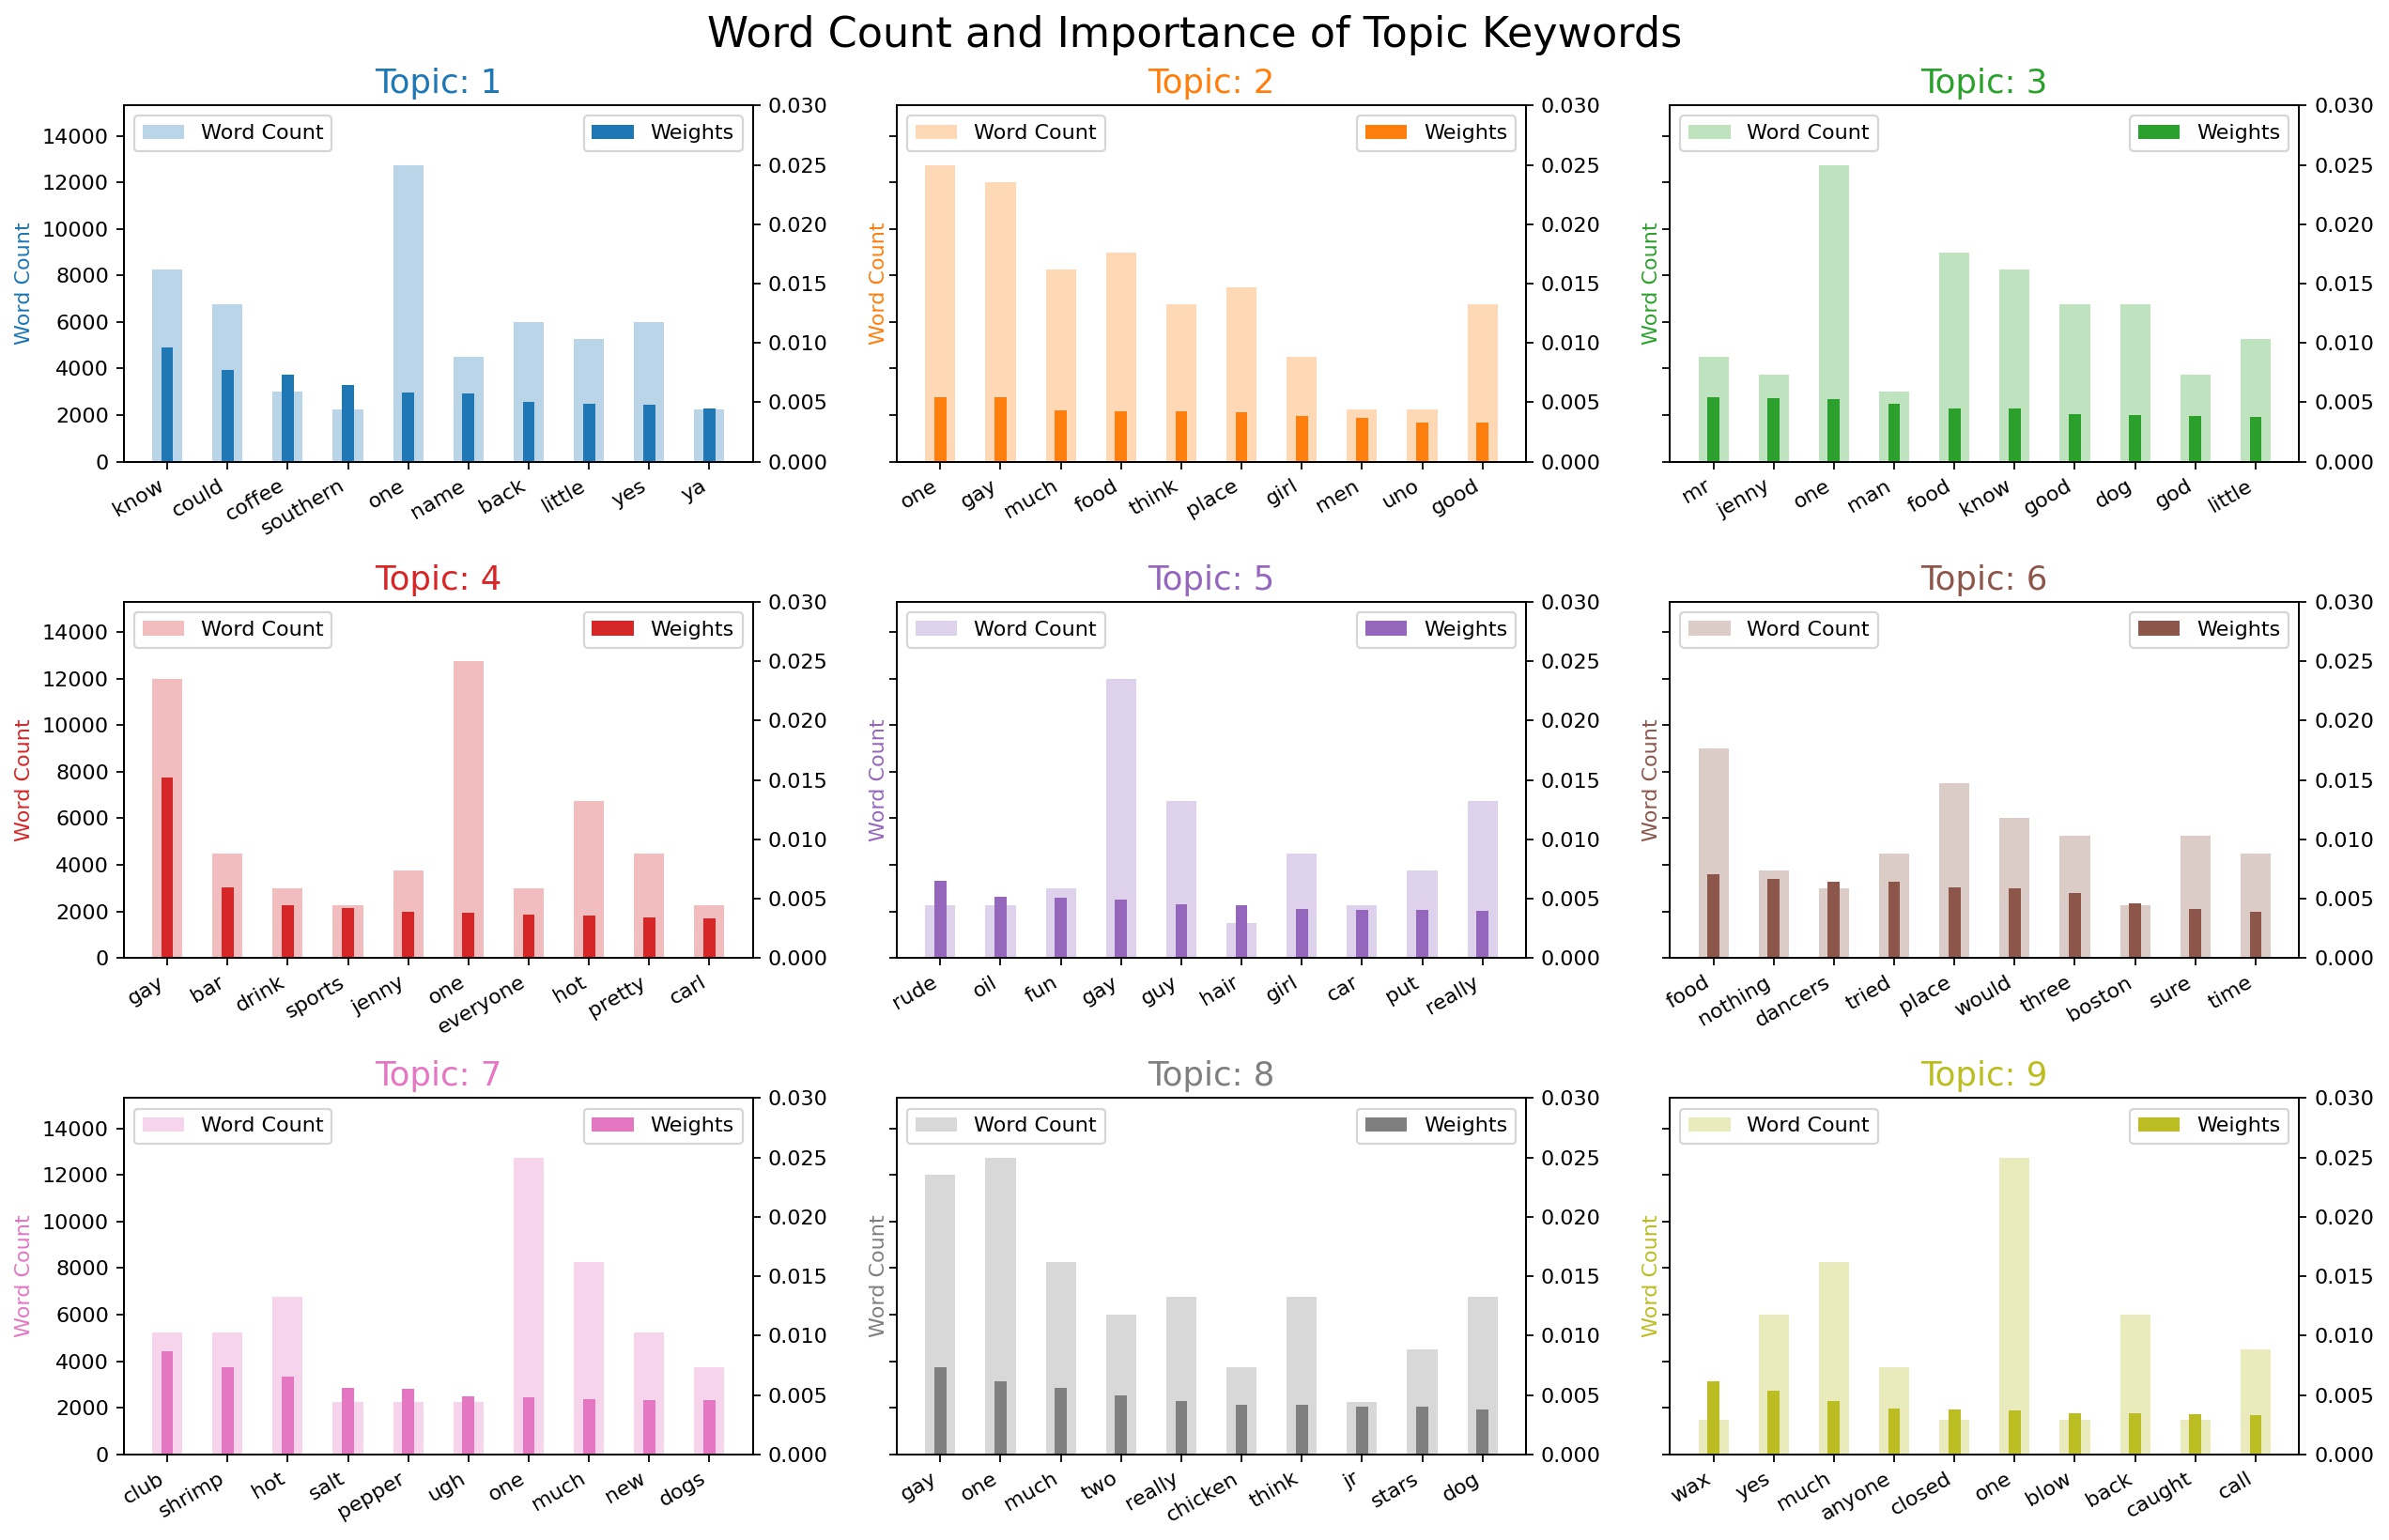 Word Count and Importance of Topic Keywords
Topic: 1
Topic: 2
Topic: 3
Word Count
Weights
Word Count
Weights
Word Count
Weights
Word Count
14000
12000
10000
8000
6000
4000
2000
0
0.030
0.025
0.020
0.015
0.010
0.005
0.000
know could coffee southern one name back little yes ya
Word Count
0.030
0.025
0.020
0.015
0.010
0.005
0.000
one gay much food think place girl men uno good
Word Count
0.030
0.025
0.020
0.015
0.010
0.005
0.000
mr jenny one man food know good dog god little
Topic: 4
Topic: 5
Topic: 6
Word Count
Weights
Word Count
Weights
Word Count
Weights
Word Count
14000
12000
10000
8000
6000
4000
2000
0
0.030
0.025
0.020
0.015
0.010
0.005
0.000
gay bar drink sports jenny one everyone hot pretty carl
Word Count
0.030
0.025
0.020
0.015
0.010
0.005
0.000
rude oil fun gay guy hair girl car put really
Word Count
0.030
0.025
0.020
0.015
0.010
0.005
0.000
food nothing dancers tried place would three boston sure time
Topic: 7
Topic: 8
Topic: 9
Word Count
Weights
Word Count
Weights
Word Count
Weights
Word Count
14000
12000
10000
8000
6000
4000
2000
0
0.030
0.025
0.020
0.015
0.010
0.005
0.000
club shrimp hot salt pepper ugh one much new dogs
Word Count
0.030
0.025
0.020
0.015
0.010
0.005
0.000
gay one much two really chicken think jr stars dog
Word Count
0.030
0.025
0.020
0.015
0.010
0.005
0.000
wax yes much anyone closed one blow back caught call